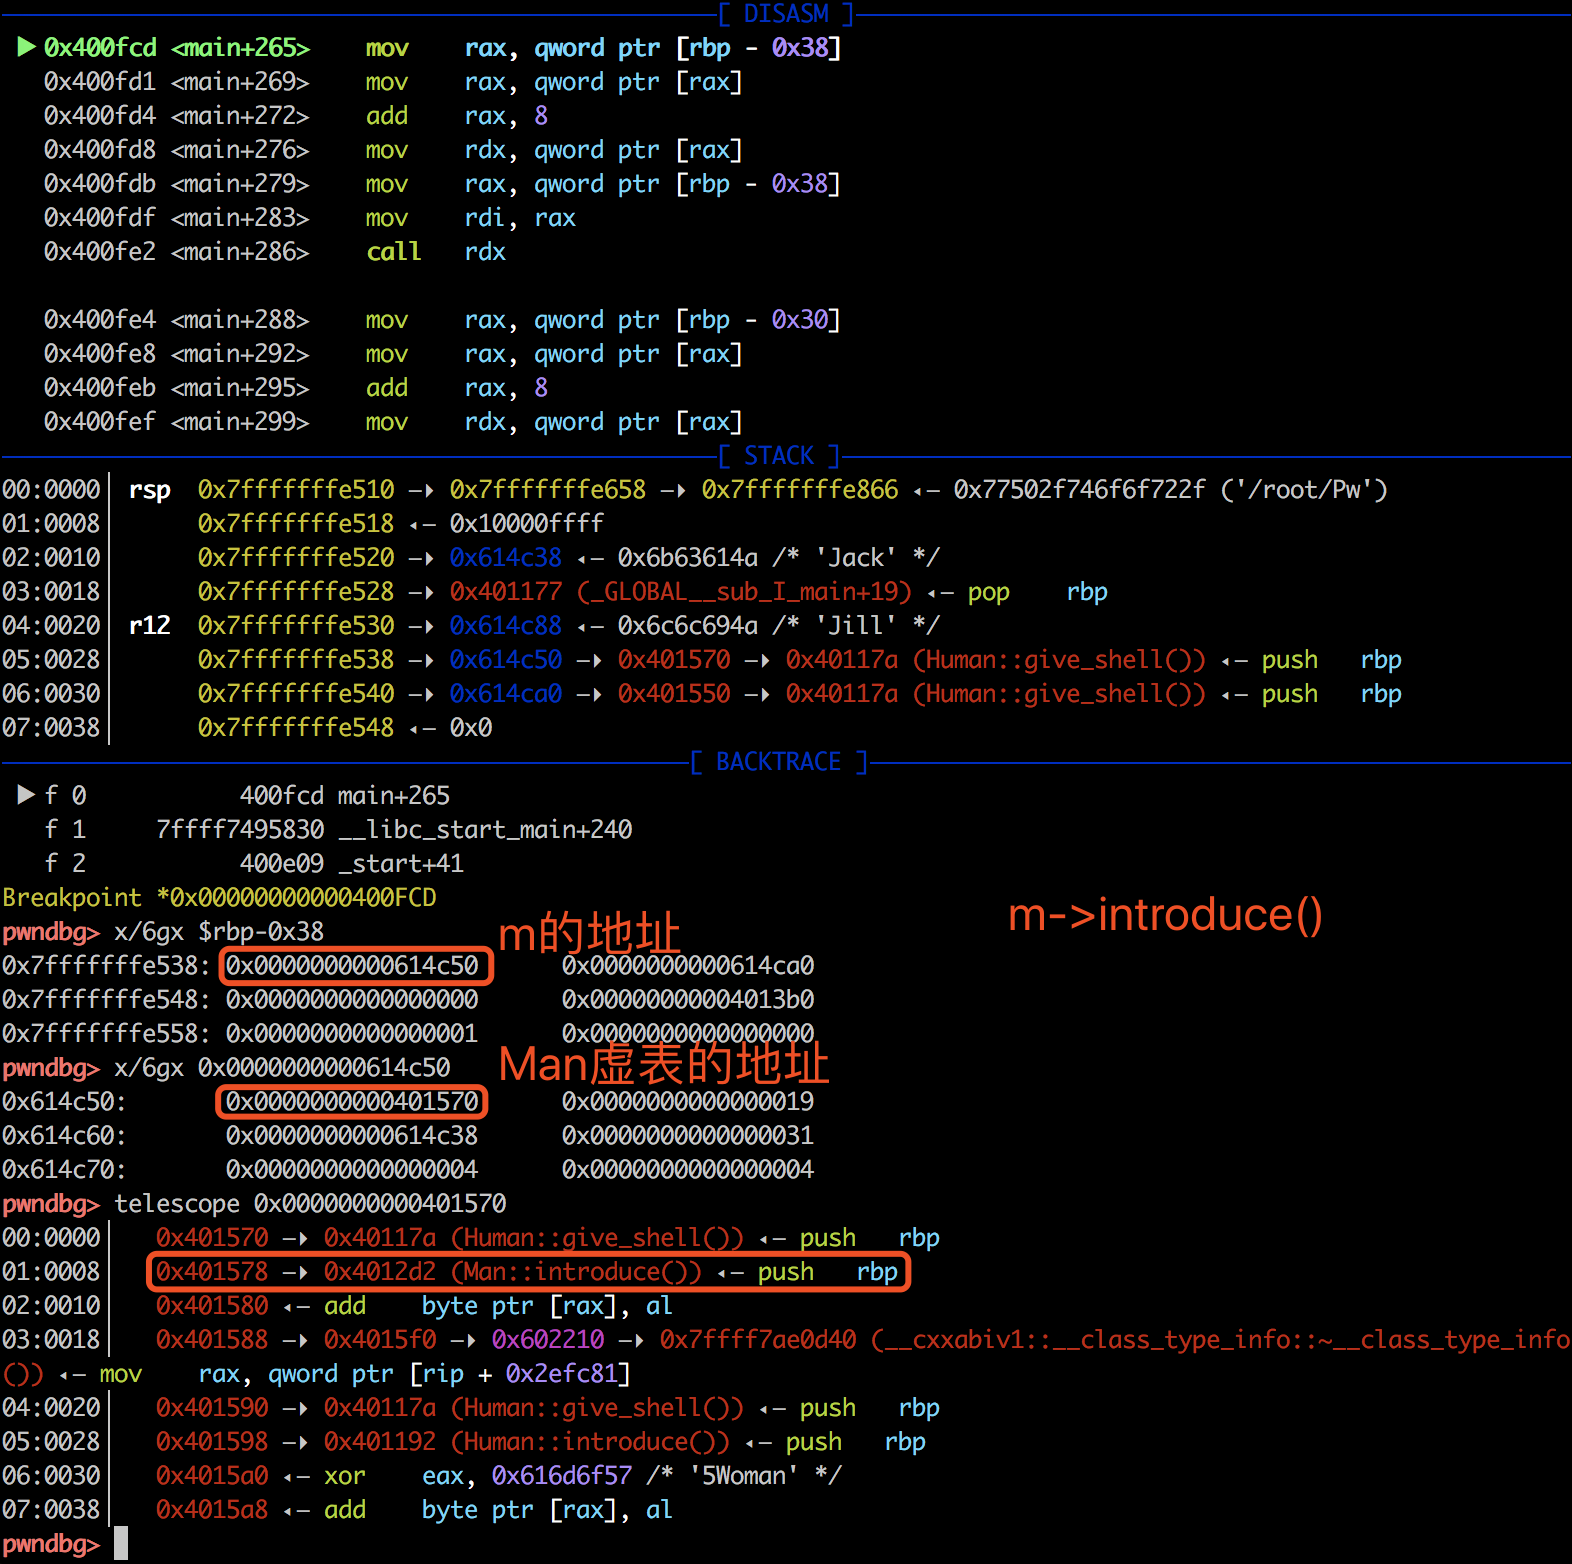 [ DISASM ]
► 0x400fcd <main+265>    mov    rax, qword ptr [rbp - 0x38]
0x400fd1 <main+269>    mov    rax, qword ptr [rax]
0x400fd4 <main+272>    add    rax, 8
0x400fd8 <main+276>    mov    rdx, qword ptr [rax]
0x400fdb <main+279>    mov    rax, qword ptr [rbp - 0x38]
0x400fdf <main+283>    mov    rdi, rax
0x400fe2 <main+286>    call   rdx
0x400fe4 <main+288>    mov    rax, qword ptr [rbp - 0x30]
0x400fe8 <main+292>    mov    rax, qword ptr [rax]
0x400feb <main+295>    add    rax, 8
0x400fef <main+299>    mov    rdx, qword ptr [rax]
[ STACK ]
00:0000│ rsp  0x7fffffffe510 —▸ 0x7fffffffe658 —▸ 0x7fffffffe866 ◂— 0x77502f746f6f722f ('/root/Pw')
01:0008│      0x7fffffffe518 ◂— 0x10000ffff
02:0010│      0x7fffffffe520 —▸ 0x614c38 ◂— 0x6b63614a /* 'Jack' */
03:0018│      0x7fffffffe528 —▸ 0x401177 (_GLOBAL__sub_I_main+19) ◂— pop    rbp
04:0020│ r12  0x7fffffffe530 —▸ 0x614c88 ◂— 0x6c6c694a /* 'Jill' */
05:0028│      0x7fffffffe538 —▸ 0x614c50 —▸ 0x401570 —▸ 0x40117a (Human::give_shell()) ◂— push   rbp
06:0030│      0x7fffffffe540 —▸ 0x614ca0 —▸ 0x401550 —▸ 0x40117a (Human::give_shell()) ◂— push   rbp
07:0038│      0x7fffffffe548 ◂— 0x0
[ BACKTRACE ]
► f 0           400fcd main+265
f 1     7ffff7495830 __libc_start_main+240
f 2           400e09 _start+41
Breakpoint *0x00000000000400FCD
m->introduce()
pwndbg> x/6gx $rbp-0x38
m的地址
0x7fffffffe538: 0x0000000000614c50      0x0000000000614ca0
0x7fffffffe548: 0x0000000000000000      0x00000000004013b0
0x7fffffffe558: 0x0000000000000001      0x0000000000000000
pwndbg> x/6gx 0x0000000000614c50
Man虚表的地址
0x614c50:       0x0000000000401570      0x0000000000000019
0x614c60:       0x0000000000614c38      0x0000000000000031
0x614c70:       0x0000000000000004      0x0000000000000004
pwndbg> telescope 0x0000000000401570
00:0000│   0x401570 —▸ 0x40117a (Human::give_shell()) ◂— push   rbp
01:0008│   0x401578 —▸ 0x4012d2 (Man::introduce()) ◂— push   rbp
02:0010│   0x401580 ◂— add    byte ptr [rax], al
03:0018│   0x401588 —▸ 0x4015f0 —▸ 0x602210 —▸ 0x7ffff7ae0d40 (__cxxabiv1::__class_type_info::~__class_type_info
()) ◂— mov    rax, qword ptr [rip + 0x2efc81]
04:0020│   0x401590 —▸ 0x40117a (Human::give_shell()) ◂— push   rbp
05:0028│   0x401598 —▸ 0x401192 (Human::introduce()) ◂— push   rbp
06:0030│   0x4015a0 ◂— xor    eax, 0x616d6f57 /* '5Woman' */
07:0038│   0x4015a8 ◂— add    byte ptr [rax], al
pwndbg>